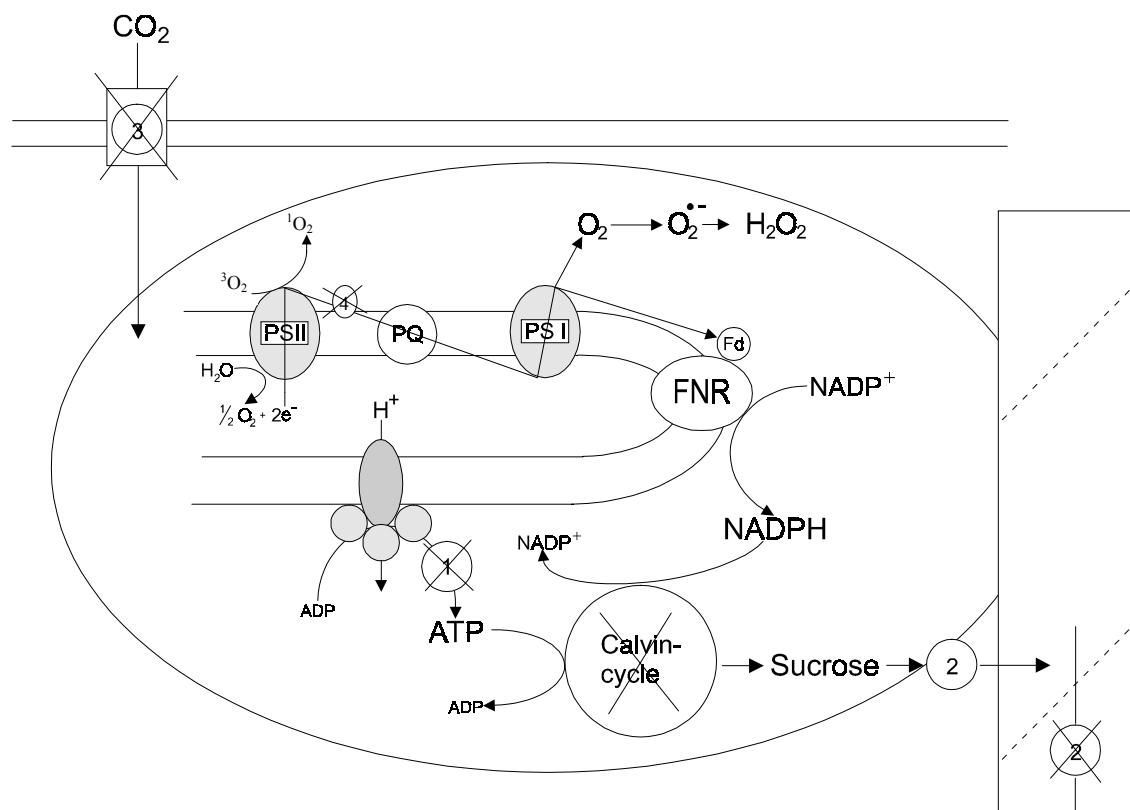 CO₂
3
¹O₂
O₂ O₂•⁻ H₂O₂
³O₂
4
PSII
PQ
PS I
Fd
H₂O
½ O₂ + 2e⁻
FNR
NADP⁺
H⁺
NADPH
NADP⁺
1
ADP
ATP
Calvin-
cycle
Sucrose
2
ADP
2